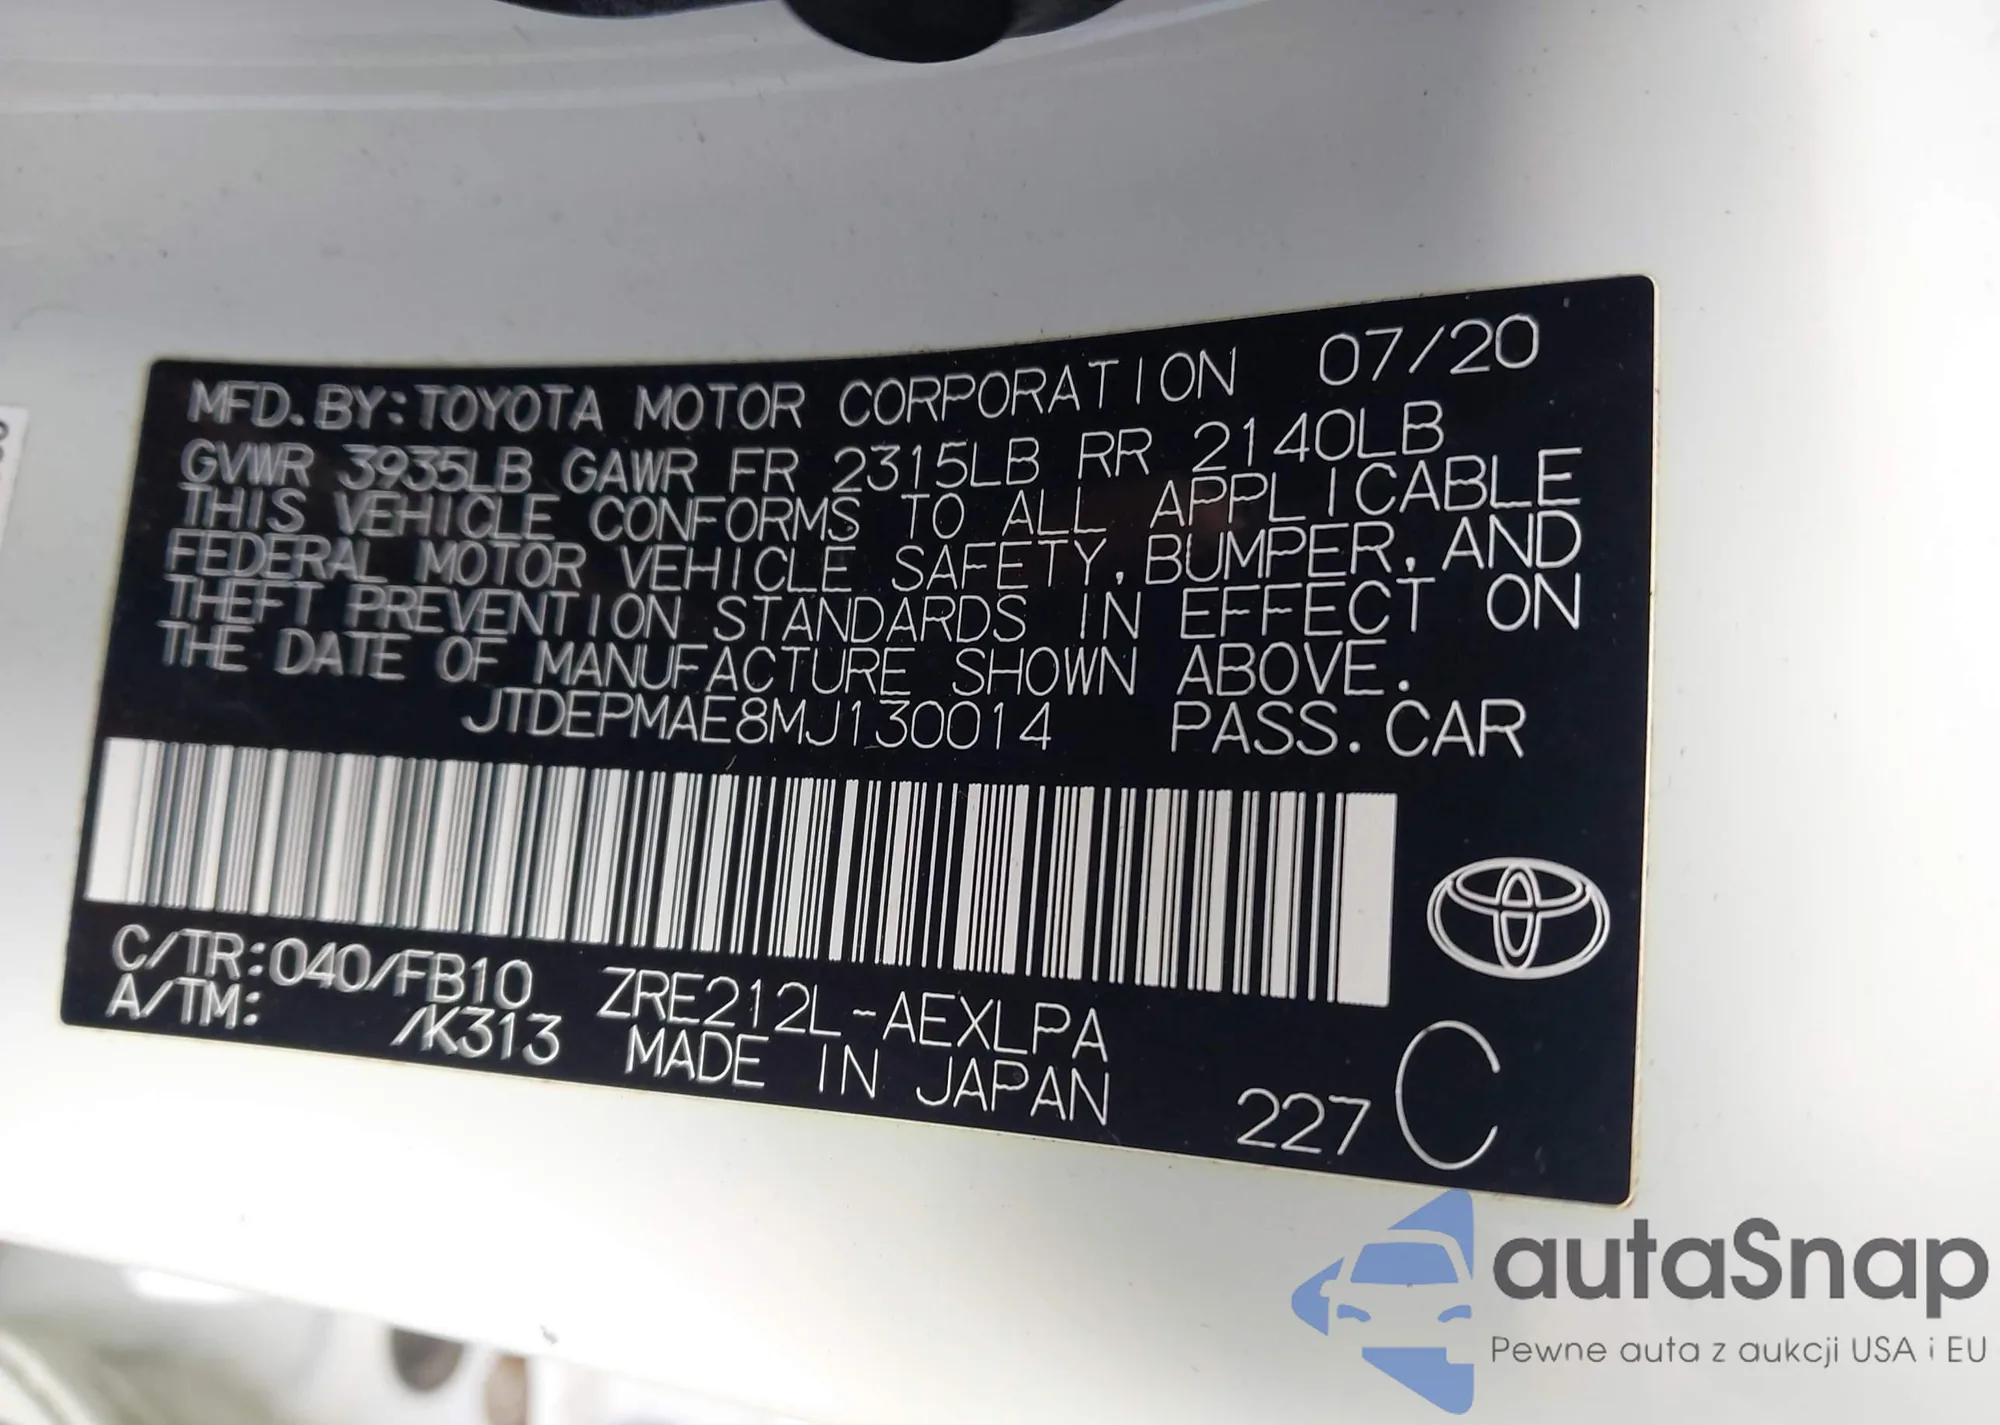 MFD. BY: TOYOTA MOTOR CORPORATION 07/20
GVWR 3935LB GAWR FR 2315LB RR 2140LB
THIS VEHICLE CONFORMS TO ALL APPLICABLE
FEDERAL MOTOR VEHICLE SAFETY, BUMPER, AND
THEFT PREVENTION STANDARDS IN EFFECT ON
THE DATE OF MANUFACTURE SHOWN ABOVE.
JTDEPMAE8MJ130014 PASS. CAR
C/TR: 040/FB10 ZRE212L-AEXLPA
A/TM: /K313 MADE IN JAPAN 227 C
autaSnap
Pewne auta z aukcji USA i EU